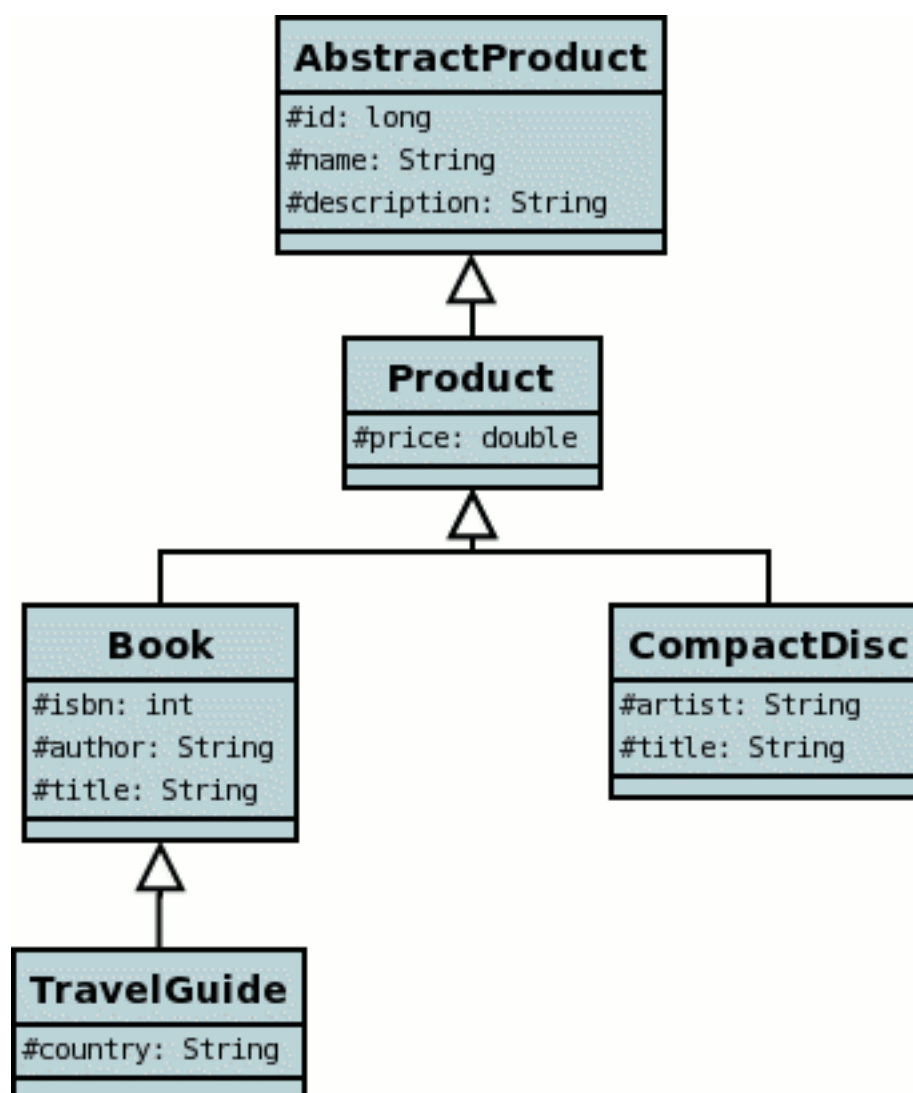 AbstractProduct
#id: long
#name: String
#description: String
Product
#price: double
Book
#isbn: int
#author: String
#title: String
CompactDisc
#artist: String
#title: String
TravelGuide
#country: String